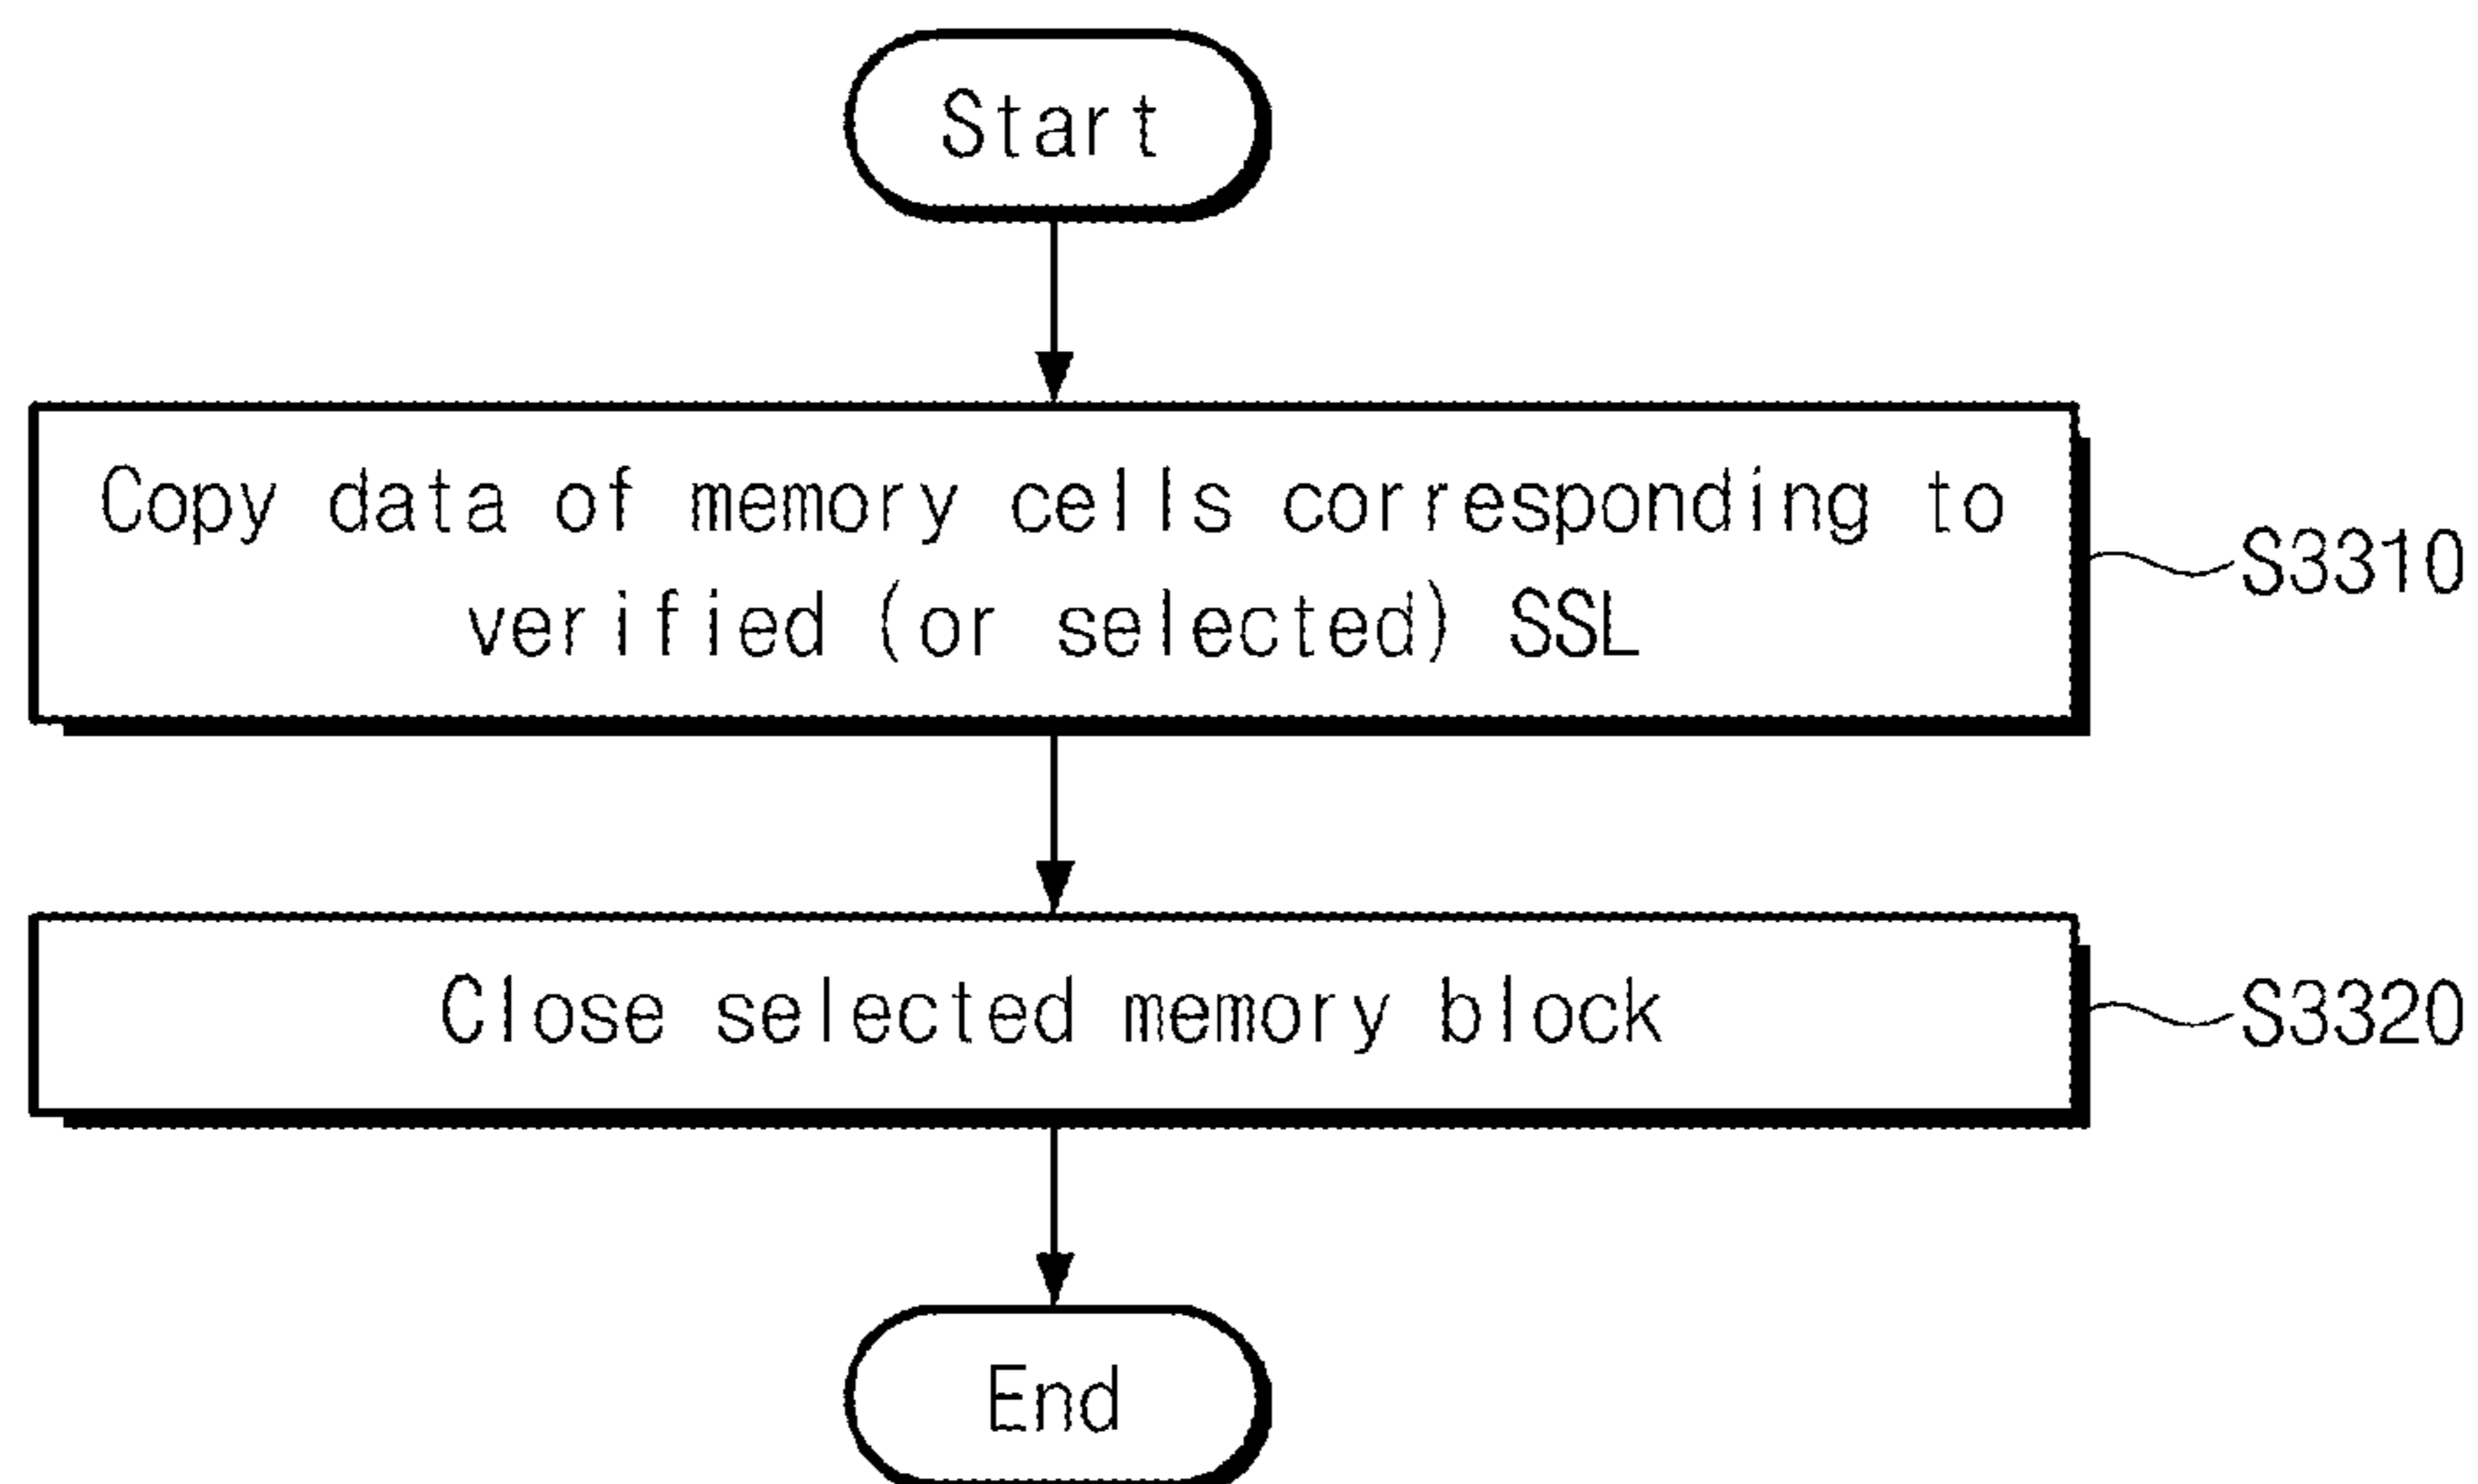 Start
Copy data of memory cells corresponding to
verified (or selected) SSL
S3310
Close selected memory block
S3320
End